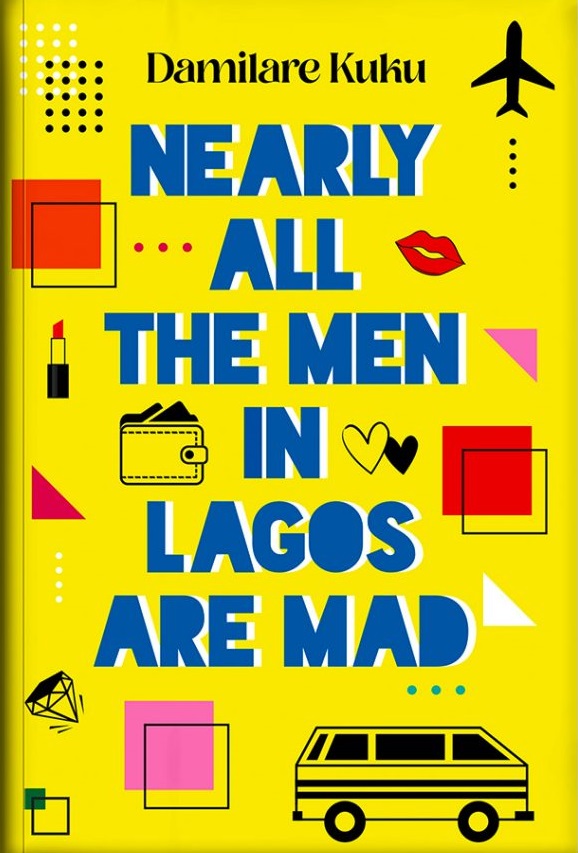 Damilare Kuku
NEARLY
ALL
THE MEN
IN
LAGOS
ARE MAD